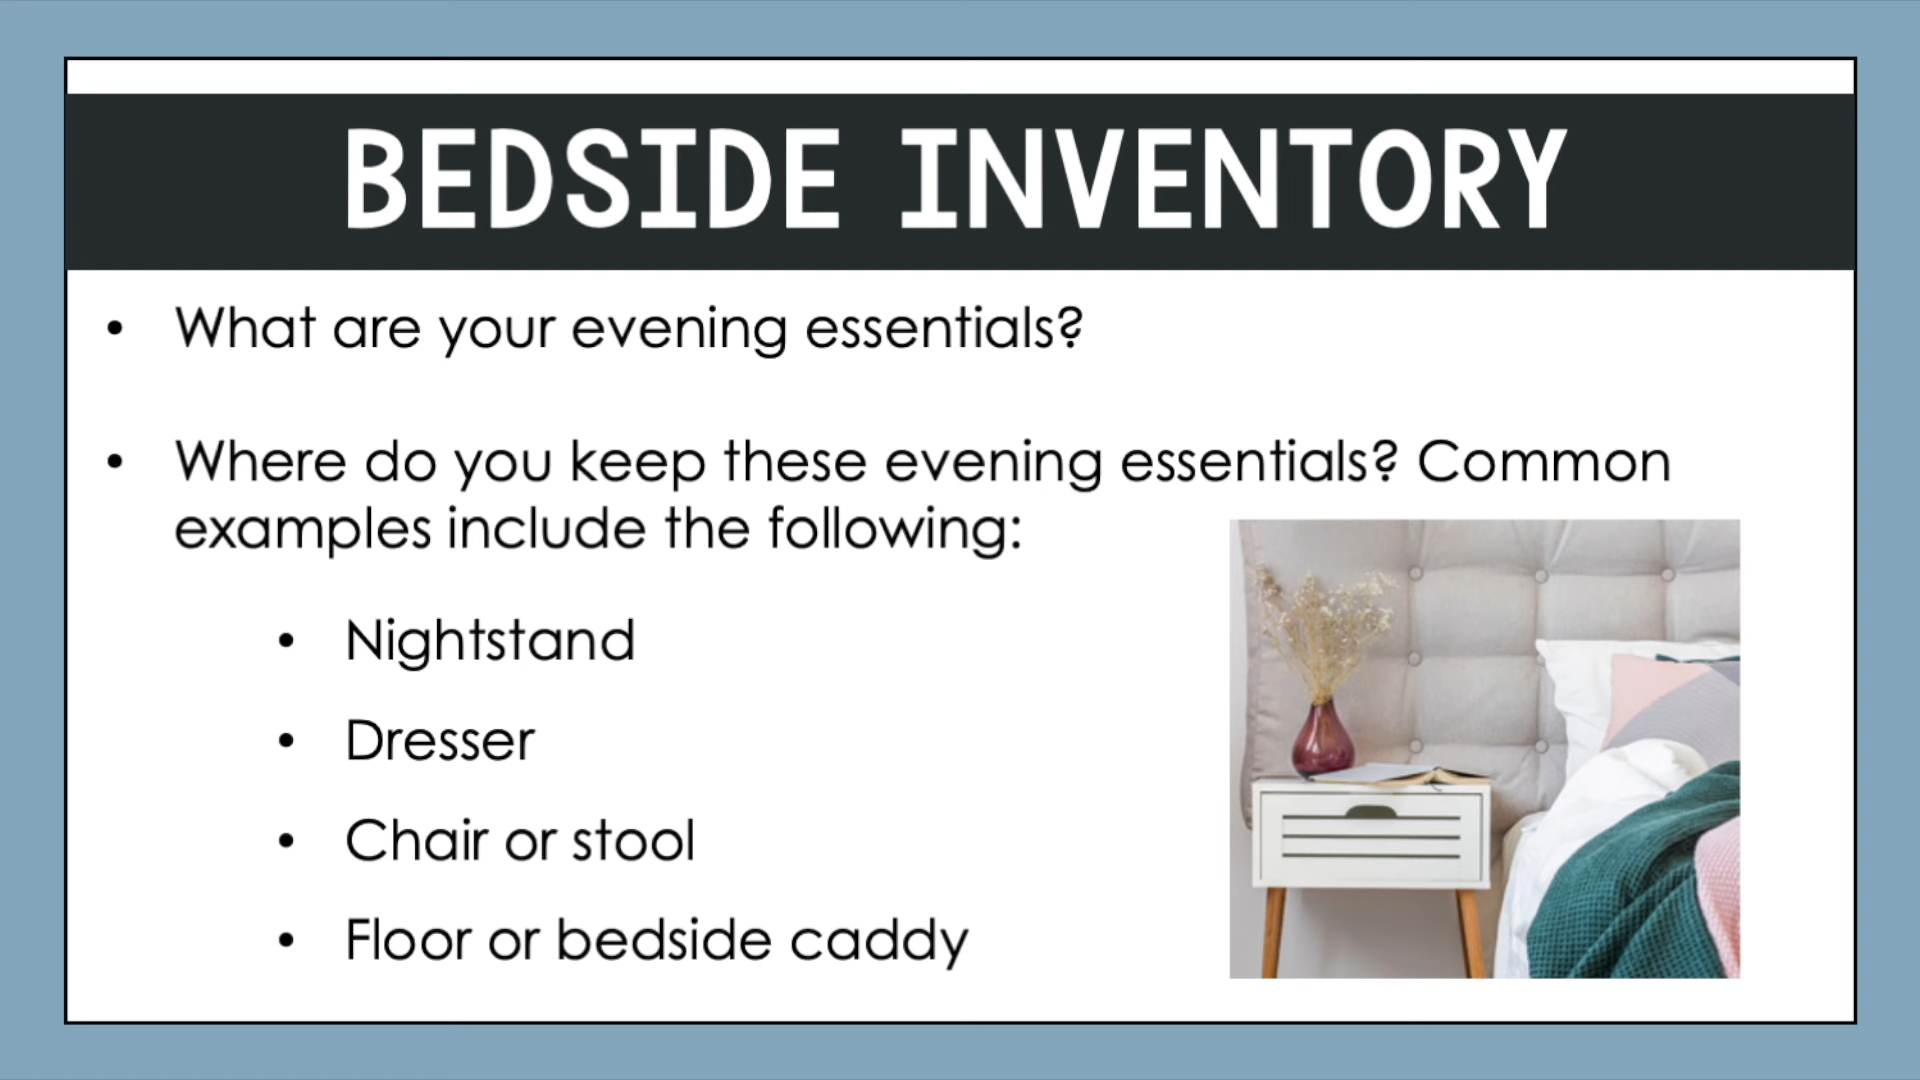 BEDSIDE INVENTORY
• What are your evening essentials?
• Where do you keep these evening essentials? Common
examples include the following:
• Nightstand
• Dresser
• Chair or stool
• Floor or bedside caddy